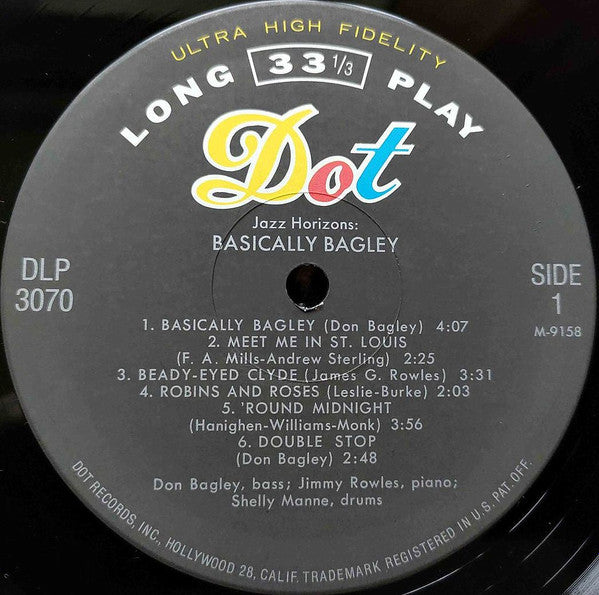 ULTRA HIGH FIDELITY
LONG 33 1/3 PLAY
Dot
Jazz Horizons:
BASICALLY BAGLEY
DLP
3070
SIDE
1
M-9158
1. BASICALLY BAGLEY (Don Bagley) 4:07
2. MEET ME IN ST. LOUIS
(F. A. Mills-Andrew Sterling) 2:25
3. BEADY-EYED CLYDE (James G. Rowles) 3:31
4. ROBINS AND ROSES (Leslie-Burke) 2:03
5. 'ROUND MIDNIGHT
(Hanighen-Williams-Monk) 3:56
6. DOUBLE STOP
(Don Bagley) 2:48
Don Bagley, bass; Jimmy Rowles, piano;
Shelly Manne, drums
DOT RECORDS, INC., HOLLYWOOD 28, CALIF. TRADEMARK REGISTERED IN U.S. PAT. OFF.